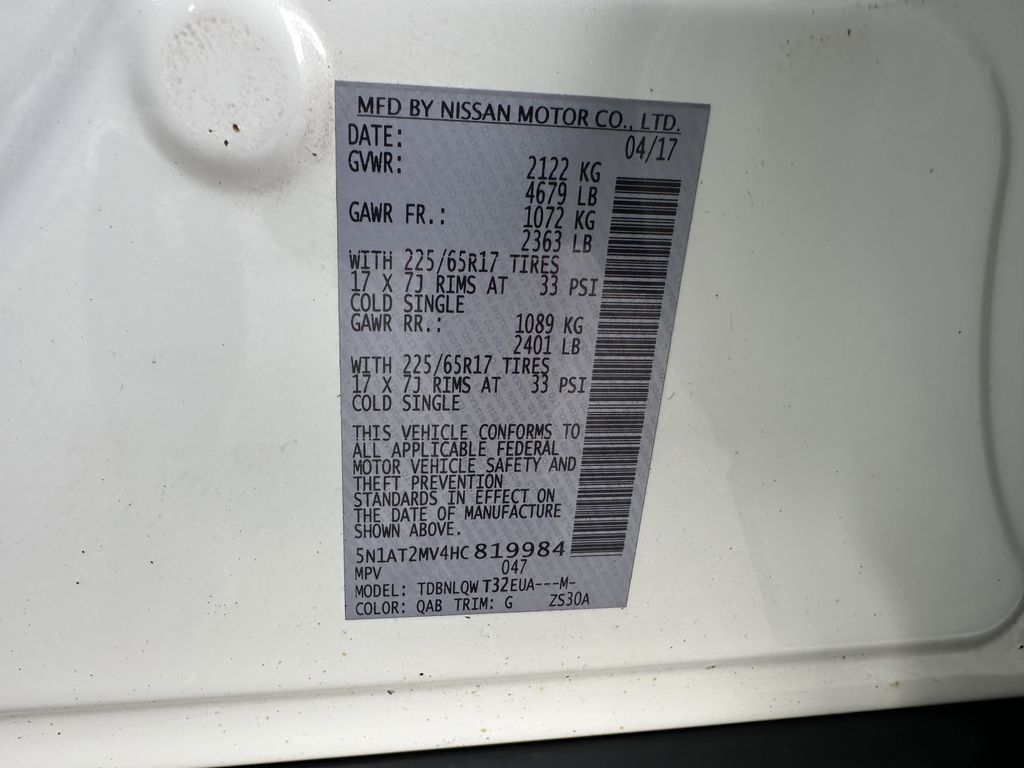 MFD BY NISSAN MOTOR CO., LTD.
DATE: 04/17
GVWR: 2122 KG
4679 LB
GAWR FR.: 1072 KG
2363 LB
WITH 225/65R17 TIRES
17 X 7J RIMS AT 33 PSI
COLD SINGLE
GAWR RR.: 1089 KG
2401 LB
WITH 225/65R17 TIRES
17 X 7J RIMS AT 33 PSI
COLD SINGLE
THIS VEHICLE CONFORMS TO
ALL APPLICABLE FEDERAL
MOTOR VEHICLE SAFETY AND
THEFT PREVENTION
STANDARDS IN EFFECT ON
THE DATE OF MANUFACTURE
SHOWN ABOVE.
5N1AT2MV4HC819984
MPV 047
MODEL: TDBNLQWT32EUA---M-
COLOR: QAB TRIM: G ZS30A